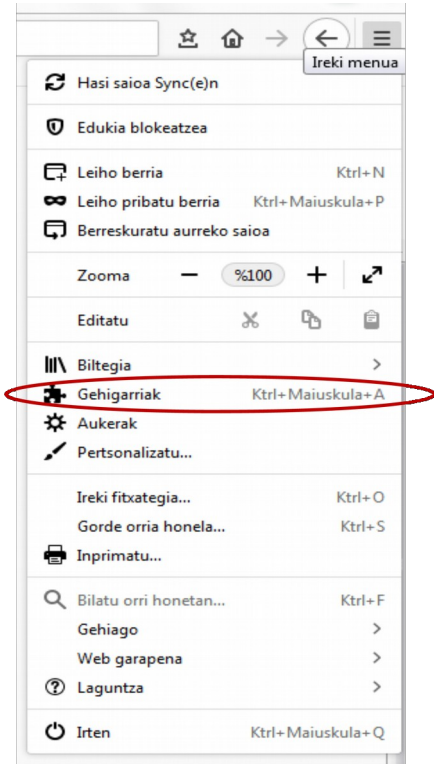 Ireki menua
Hasi saioa Sync(e)n
Edukia blokeatzea
Leiho berria Ktrl+N
Leiho pribatu berria Ktrl+Maiuskula+P
Berreskuratu aurreko saioa
Zooma %100
Editatu
Biltegia
Gehigarriak Ktrl+Maiuskula+A
Aukerak
Pertsonalizatu...
Ireki fitxategia... Ktrl+O
Gorde orria honela... Ktrl+S
Inprimatu...
Bilatu orri honetan... Ktrl+F
Gehiago
Web garapena
Laguntza
Irten Ktrl+Maiuskula+Q